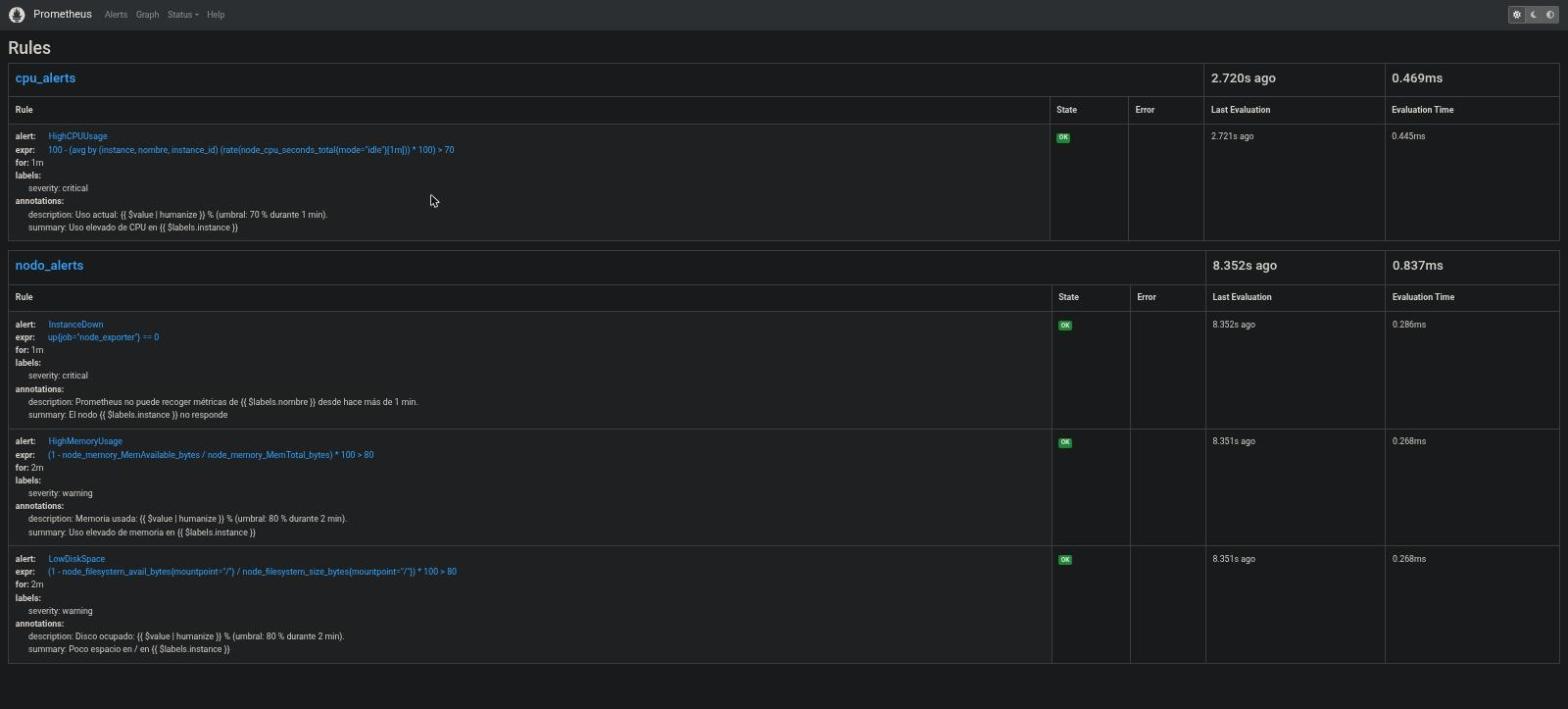 Prometheus Alerts Graph Status Help
Rules
cpu_alerts 2.720s ago 0.469ms
Rule State Error Last Evaluation Evaluation Time
alert: HighCPUUsage OK 2.721s ago 0.445ms
expr: 100 - (avg by (instance, nombre, instance_id) (rate(node_cpu_seconds_total{mode="idle"}[1m])) * 100) > 70
for: 1m
labels:
severity: critical
annotations:
description: Uso actual: {{ $value | humanize }} % (umbral: 70 % durante 1 min).
summary: Uso elevado de CPU en {{ $labels.instance }}
nodo_alerts 8.352s ago 0.837ms
Rule State Error Last Evaluation Evaluation Time
alert: InstanceDown OK 8.352s ago 0.286ms
expr: up{job="node_exporter"} == 0
for: 1m
labels:
severity: critical
annotations:
description: Prometheus no puede recoger métricas de {{ $labels.nombre }} desde hace más de 1 min.
summary: El nodo {{ $labels.instance }} no responde
alert: HighMemoryUsage OK 8.351s ago 0.268ms
expr: (1 - node_memory_MemAvailable_bytes / node_memory_MemTotal_bytes) * 100 > 80
for: 2m
labels:
severity: warning
annotations:
description: Memoria usada: {{ $value | humanize }} % (umbral: 80 % durante 2 min).
summary: Uso elevado de memoria en {{ $labels.instance }}
alert: LowDiskSpace OK 8.351s ago 0.268ms
expr: (1 - node_filesystem_avail_bytes{mountpoint="/"} / node_filesystem_size_bytes{mountpoint="/"}) * 100 > 80
for: 2m
labels:
severity: warning
annotations:
description: Disco ocupado: {{ $value | humanize }} % (umbral: 80 % durante 2 min).
summary: Poco espacio en / en {{ $labels.instance }}